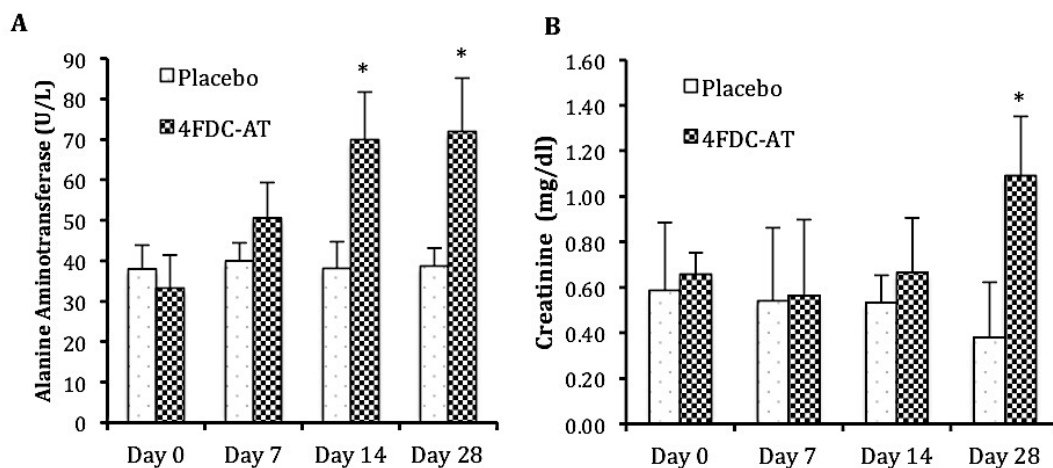 A
Alanine Aminotransferase (U/L)
90
80
70
60
50
40
30
20
10
0
Placebo
4FDC-AT
*
*
Day 0 Day 7 Day 14 Day 28
B
Creatinine (mg/dl)
1.60
1.40
1.20
1.00
0.80
0.60
0.40
0.20
0.00
Placebo
4FDC-AT
*
Day 0 Day 7 Day 14 Day 28